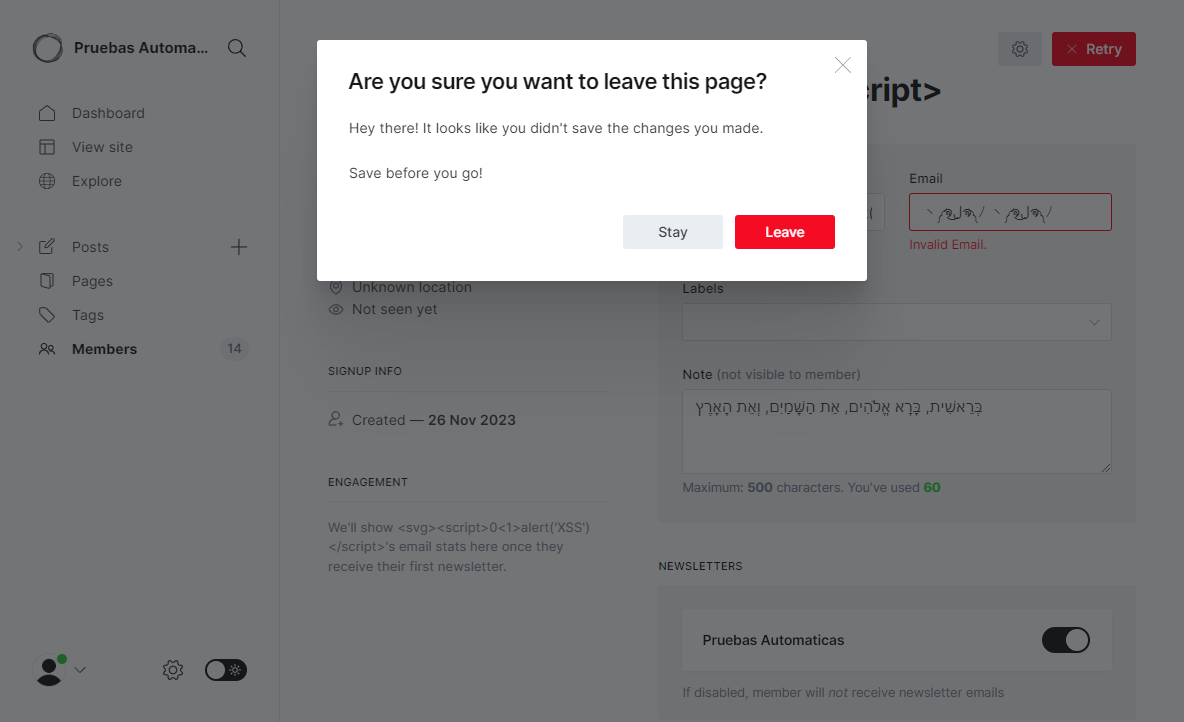 Pruebas Automa...
Dashboard
View site
Explore
Posts
Pages
Tags
Members
14
Retry
Are you sure you want to leave this page?
Hey there! It looks like you didn't save the changes you made.
Save before you go!
Stay
Leave
Unknown location
Not seen yet
SIGNUP INFO
Created — 26 Nov 2023
ENGAGEMENT
We'll show <svg><script>0<1>alert('XSS')
</script>'s email stats here once they
receive their first newsletter.
cript>
Email
Invalid Email.
Labels
Note (not visible to member)
בְּרֵאשִׁית, בָּרָא אֱלֹהִים, אֵת הַשָּׁמַיִם, וְאֵת הָאָרֶץ
Maximum: 500 characters. You've used 60
NEWSLETTERS
Pruebas Automaticas
If disabled, member will not receive newsletter emails